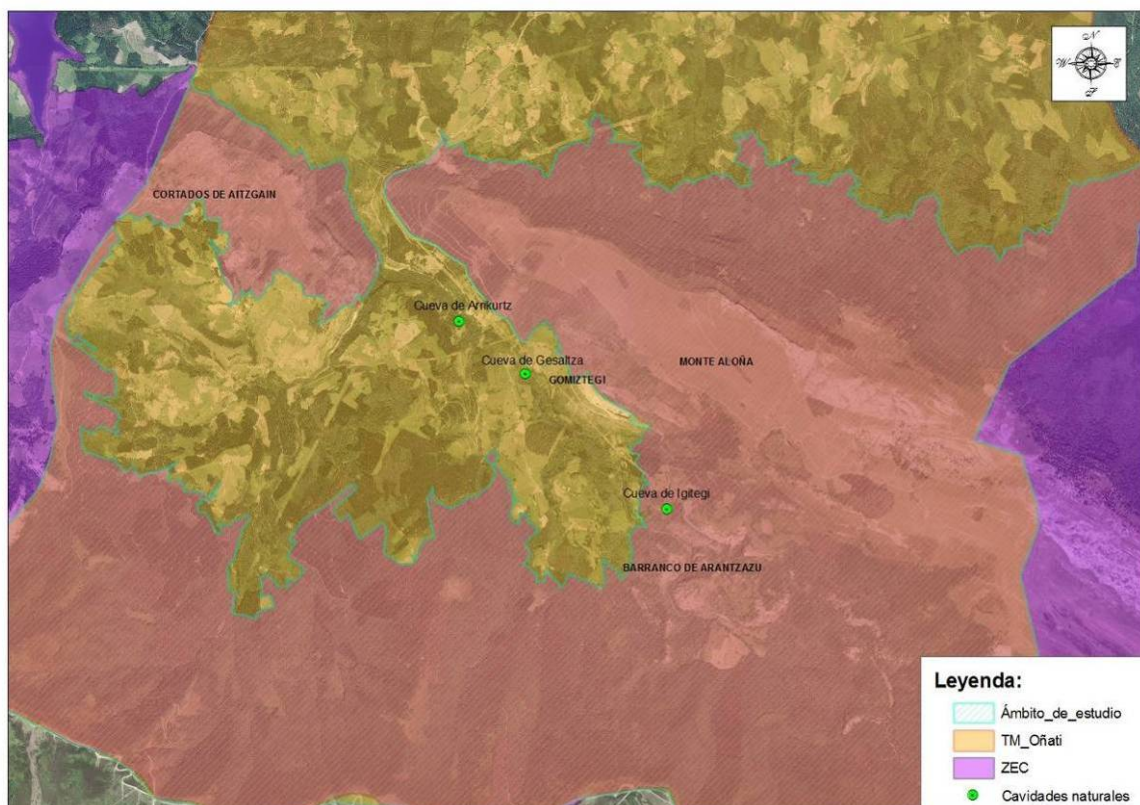 N
W E
S
CORTADOS DE AITZGAIN
Cueva de Arrikurtz
Cueva de Gesaltza
GOMIZTEGI
MONTE ALOÑA
Cueva de Igitegi
BARRANCO DE ARANTZAZU
Leyenda:
Ámbito_de_estudio
TM_Oñati
ZEC
Cavidades naturales